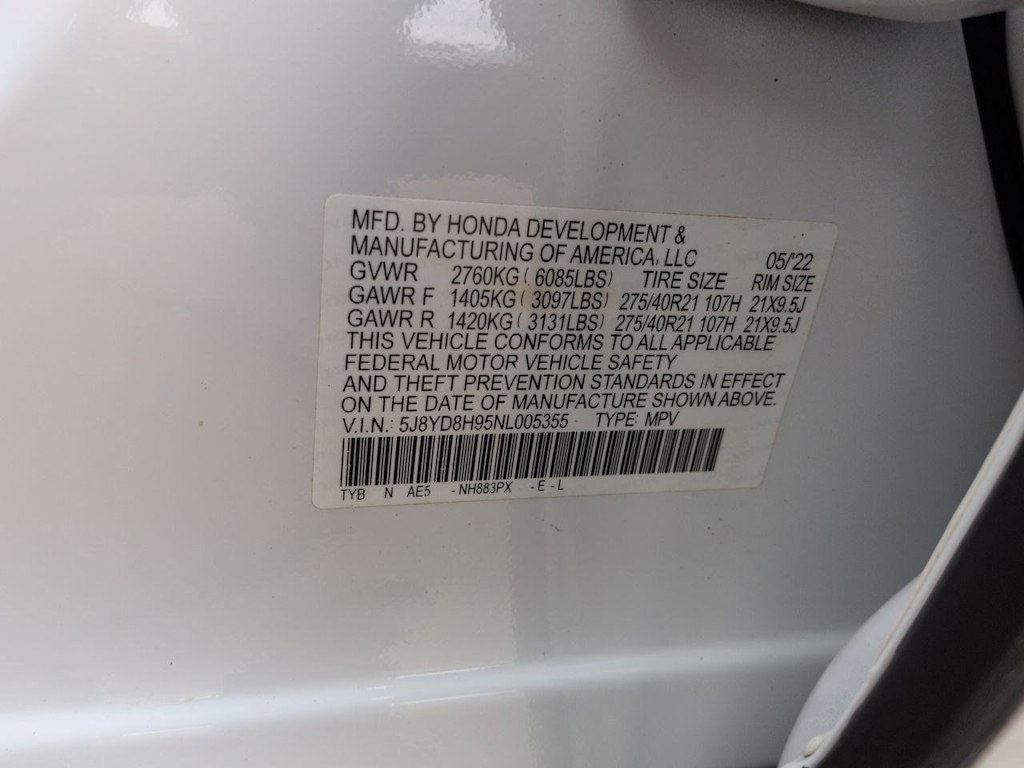 MFD. BY HONDA DEVELOPMENT &
MANUFACTURING OF AMERICA, LLC 05/'22
GVWR 2760KG ( 6085LBS) TIRE SIZE RIM SIZE
GAWR F 1405KG ( 3097LBS) 275/40R21 107H 21X9.5J
GAWR R 1420KG ( 3131LBS) 275/40R21 107H 21X9.5J
THIS VEHICLE CONFORMS TO ALL APPLICABLE
FEDERAL MOTOR VEHICLE SAFETY
AND THEFT PREVENTION STANDARDS IN EFFECT
ON THE DATE OF MANUFACTURE SHOWN ABOVE.
V.I.N.: 5J8YD8H95NL005355 TYPE: MPV
TYB N AE5 -NH883PX -E -L